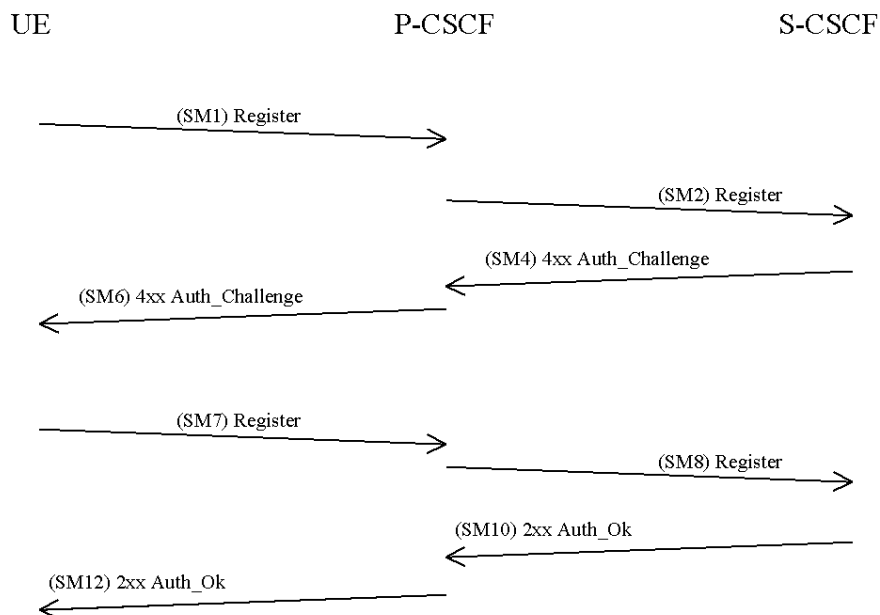 UE P-CSCF S-CSCF
(SM1) Register
(SM2) Register
(SM4) 4xx Auth_Challenge
(SM6) 4xx Auth_Challenge
(SM7) Register
(SM8) Register
(SM10) 2xx Auth_Ok
(SM12) 2xx Auth_Ok